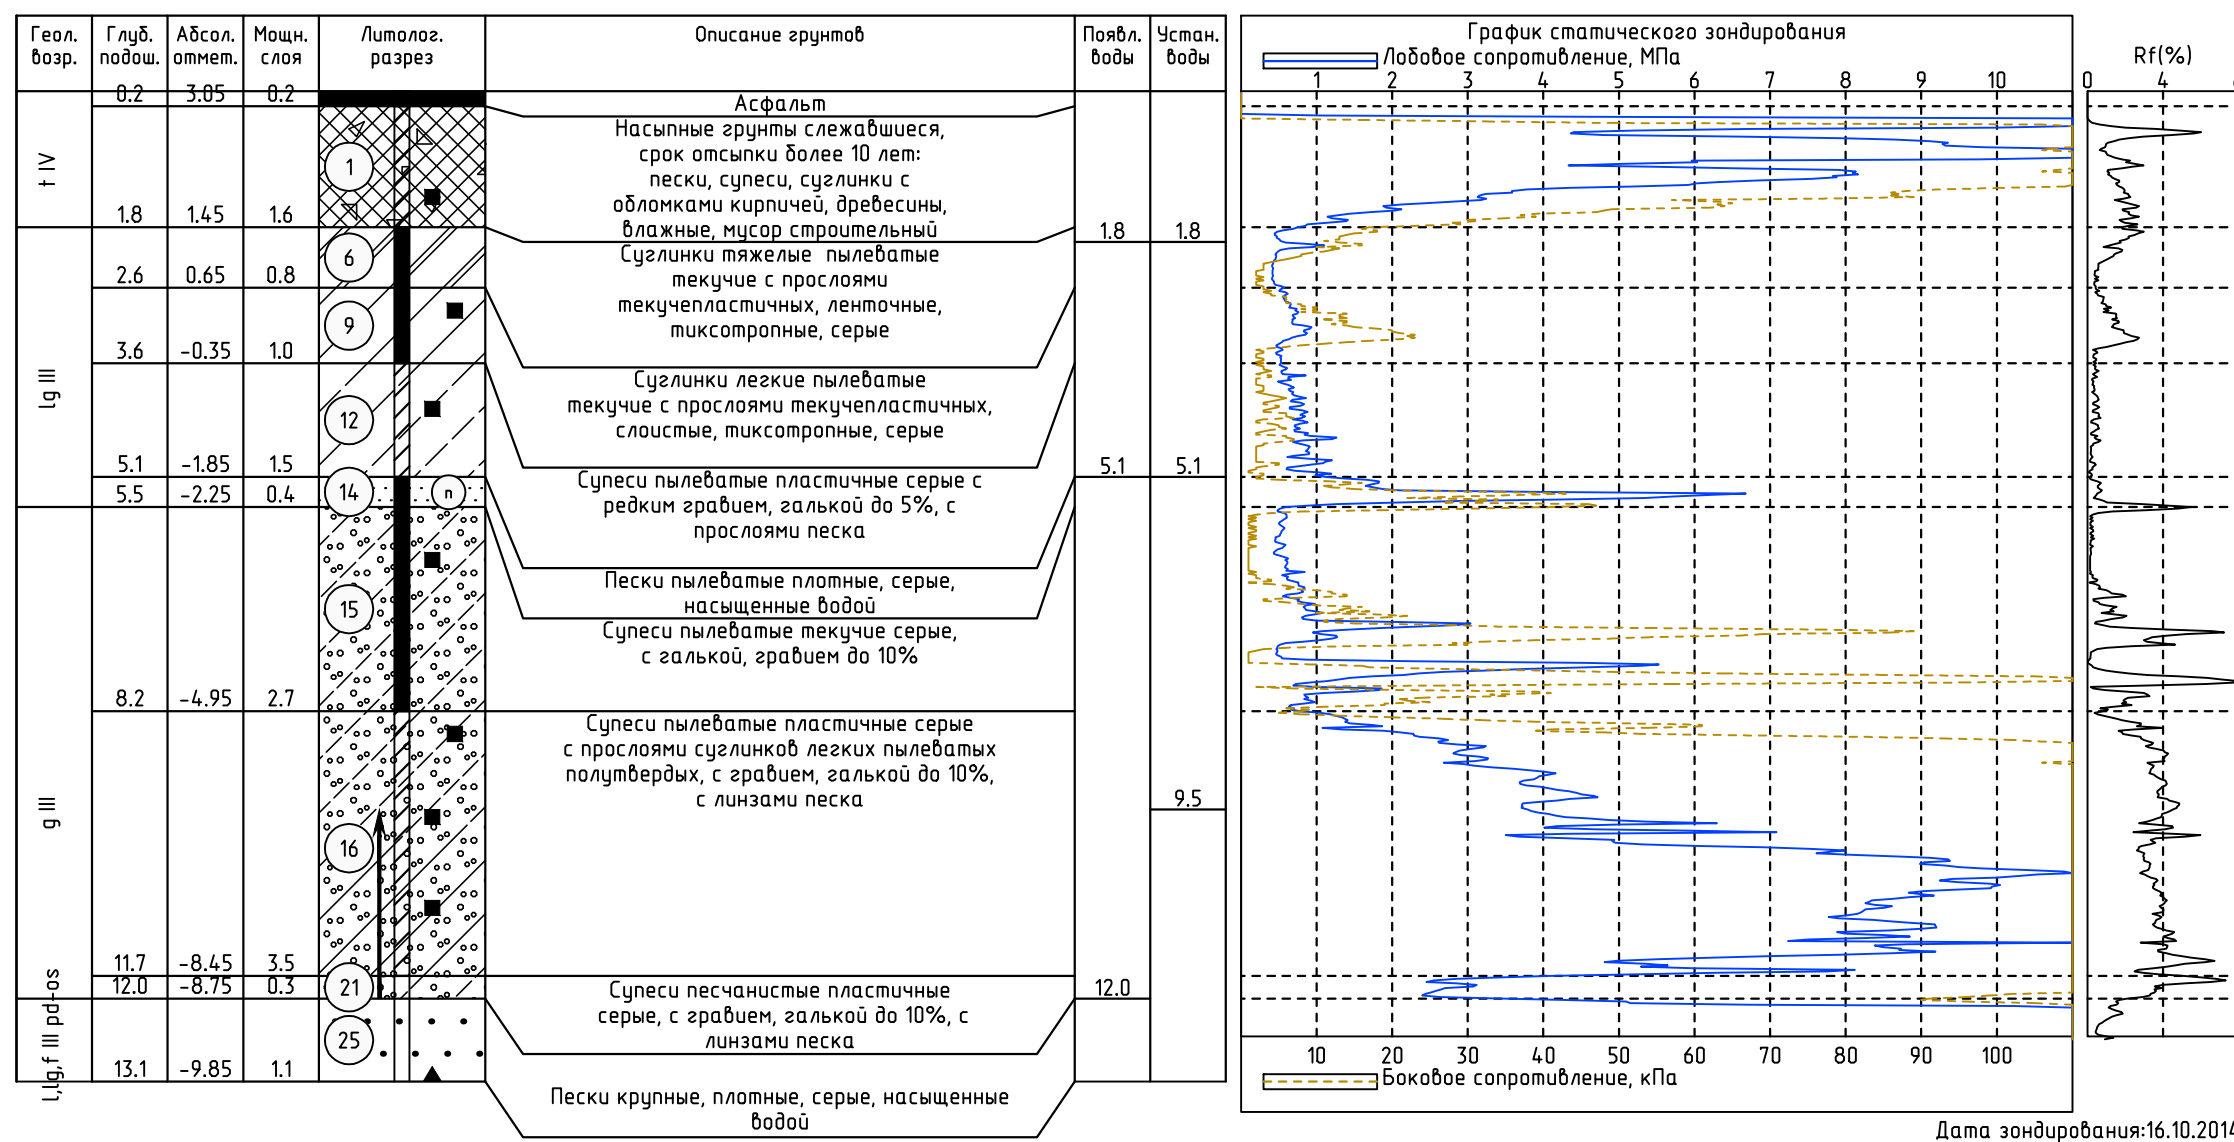 Геол. возр.
Глуб. подош.
Абсол. отмет.
Мощн. слоя
Литолог. разрез
Описание грунтов
Появл. воды
Устан. воды
График статического зондирования
Лобовое сопротивление, МПа
1 2 3 4 5 6 7 8 9 10
Rf(%)
0 4
0.2 3.05 0.2
Асфальт
t IV
1
1.8 1.45 1.6
Насыпные грунты слежавшиеся,
срок отсыпки более 10 лет:
пески, супеси, суглинки с
обломками кирпичей, древесины,
влажные, мусор строительный
1.8 1.8
6
2.6 0.65 0.8
Суглинки тяжелые пылеватые
текучие с прослоями
текучепластичных, ленточные,
тиксотропные, серые
lg III
9
3.6 -0.35 1.0
Суглинки легкие пылеватые
текучие с прослоями текучепластичных,
слоистые, тиксотропные, серые
12
5.1 -1.85 1.5
Супеси пылеватые пластичные серые с
редким гравием, галькой до 5%, с
прослоями песка
5.1 5.1
14
п
5.5 -2.25 0.4
Пески пылеватые плотные, серые,
насыщенные водой
15
8.2 -4.95 2.7
Супеси пылеватые текучие серые,
с галькой, гравием до 10%
g III
16
11.7 -8.45 3.5
Супеси пылеватые пластичные серые
с прослоями суглинков легких пылеватых
полутвердых, с гравием, галькой до 10%,
с линзами песка
9.5
21
12.0 -8.75 0.3
Супеси песчанистые пластичные
серые, с гравием, галькой до 10%, с
линзами песка
12.0
l,lg,f III pd-os
25
13.1 -9.85 1.1
Пески крупные, плотные, серые, насыщенные
водой
10 20 30 40 50 60 70 80 90 100
Боковое сопротивление, кПа
Дата зондирования:16.10.2014